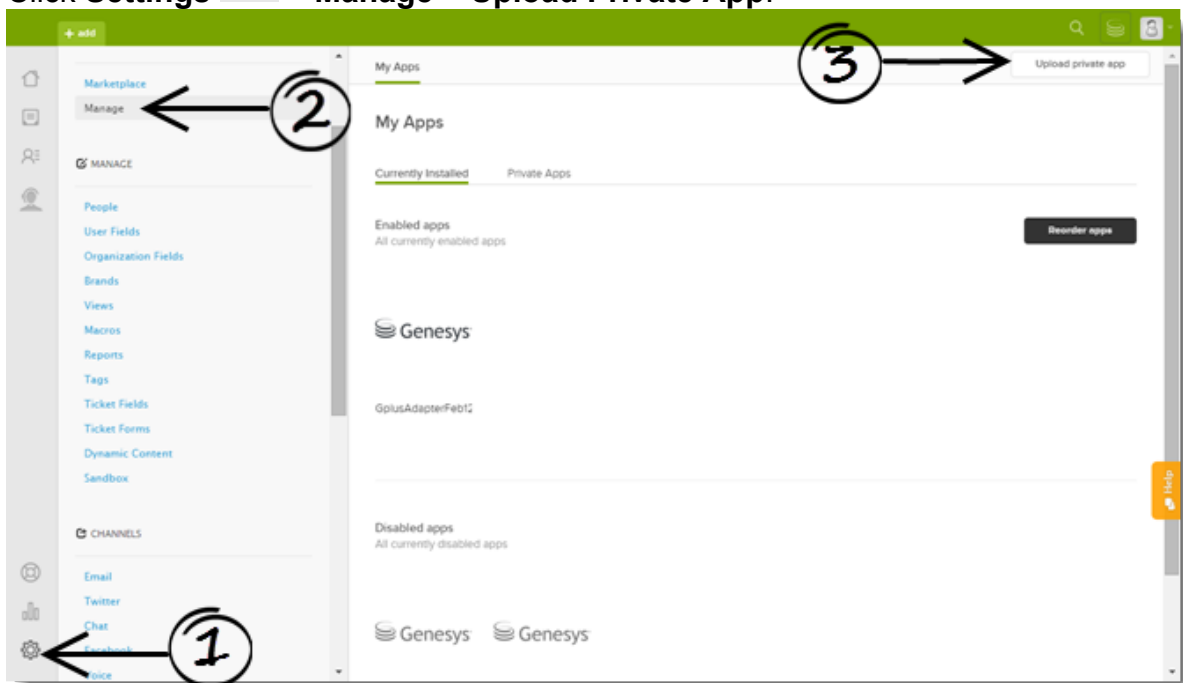 Click Settings > Manage > Upload Private App.
+ add
3
Upload private app
Marketplace
Manage
2
MANAGE
People
User Fields
Organization Fields
Brands
Views
Macros
Reports
Tags
Ticket Fields
Ticket Forms
Dynamic Content
Sandbox
CHANNELS
Email
Twitter
Chat
Facebook
Voice
1
My Apps
My Apps
Currently Installed Private Apps
Enabled apps
All currently enabled apps
Reorder apps
Genesys
GplusAdapterFeb12
Disabled apps
All currently disabled apps
Genesys Genesys
Help